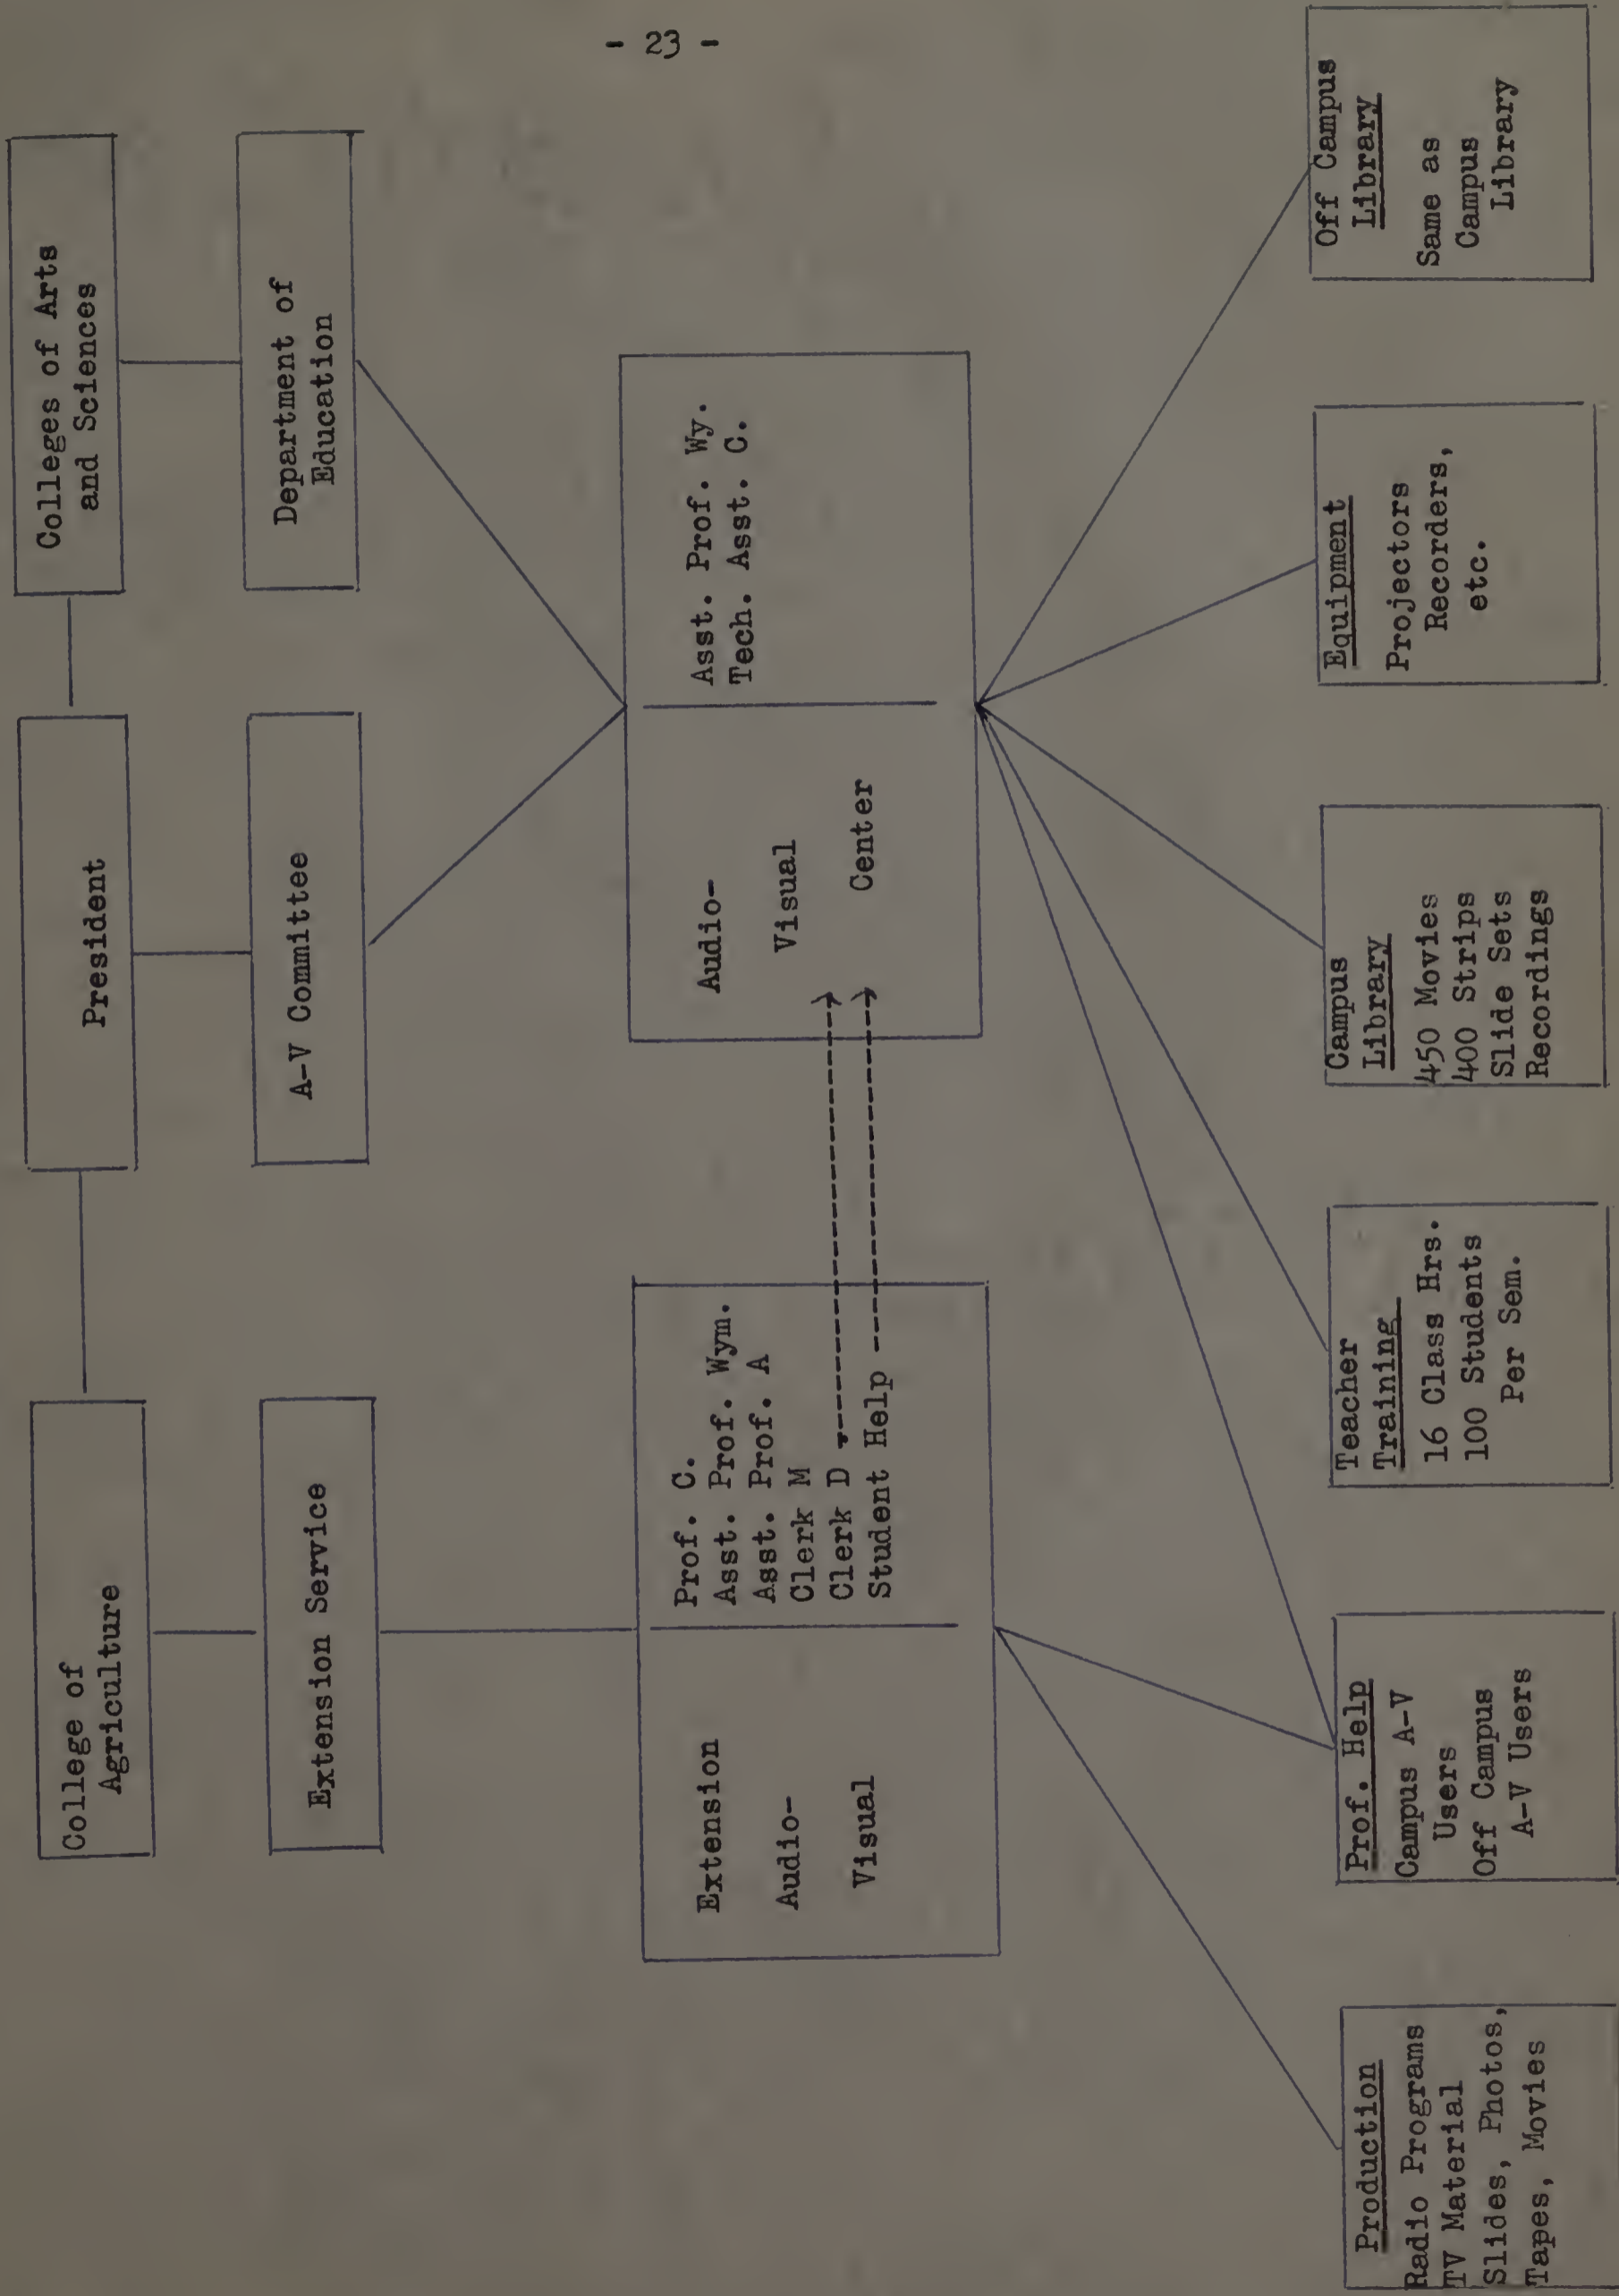 - 23 -
College of
Agriculture
President
Colleges of Arts
and Sciences
Extension Service
A-V Committee
Department of
Education
Extension
Audio-
Visual
Prof. C.
Asst. Prof. Wym.
Asst. Prof. A
Clerk M
Clerk D
Student Help
Audio-
Visual
Center
Asst. Prof. Wy.
Tech. Asst. C.
Production
Radio Programs
TV Material
Slides, Photos,
Tapes, Movies
Prof. Help
Campus A-V
Users
Off Campus
A-V Users
Teacher
Training
16 Class Hrs.
100 Students
Per Sem.
Campus
Library
450 Movies
400 Strips
Slide Sets
Recordings
Equipment
Projectors
Recorders,
etc.
Off Campus
Library
Same as
Campus
Library